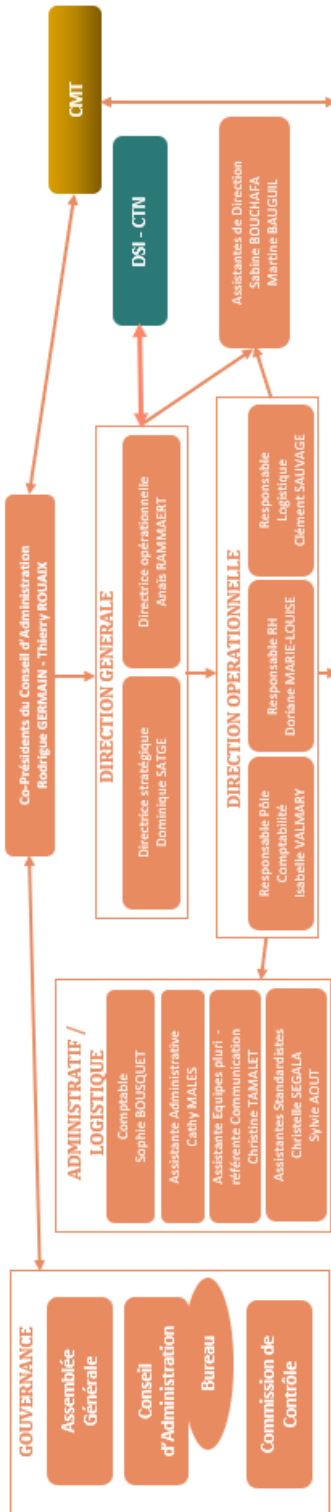 GOUVERNANCE
Assemblée
Générale
Conseil
d'Administration
Bureau
Commission de
Contrôle
Co-Présidents du Conseil d'Administration
Rodrigue GERMAIN - Thierry ROUAIX
CMT
DSI - CTN
DIRECTION GENERALE
Directrice stratégique
Dominique SATGE
Directrice opérationnelle
Anaïs RAMMAERT
ADMINISTRATIF /
LOGISTIQUE
Comptable
Sophie BOUSQUET
Assistante Administrative
Cathy MALES
Assistante Equipes pluri -
référente Communication
Christine TAMALET
Assistantes Standardistes
Christelle SEGALA
Sylvie AOUT
DIRECTION OPERATIONNELLE
Responsable Pôle
Comptabilité
Isabelle VALMARY
Responsable RH
Doriane MARIE-LOUISE
Responsable
Logistique
Clément SAUVAGE
Assistantes de Direction
Sabine BOUCHAFA
Martine BAUGUIL